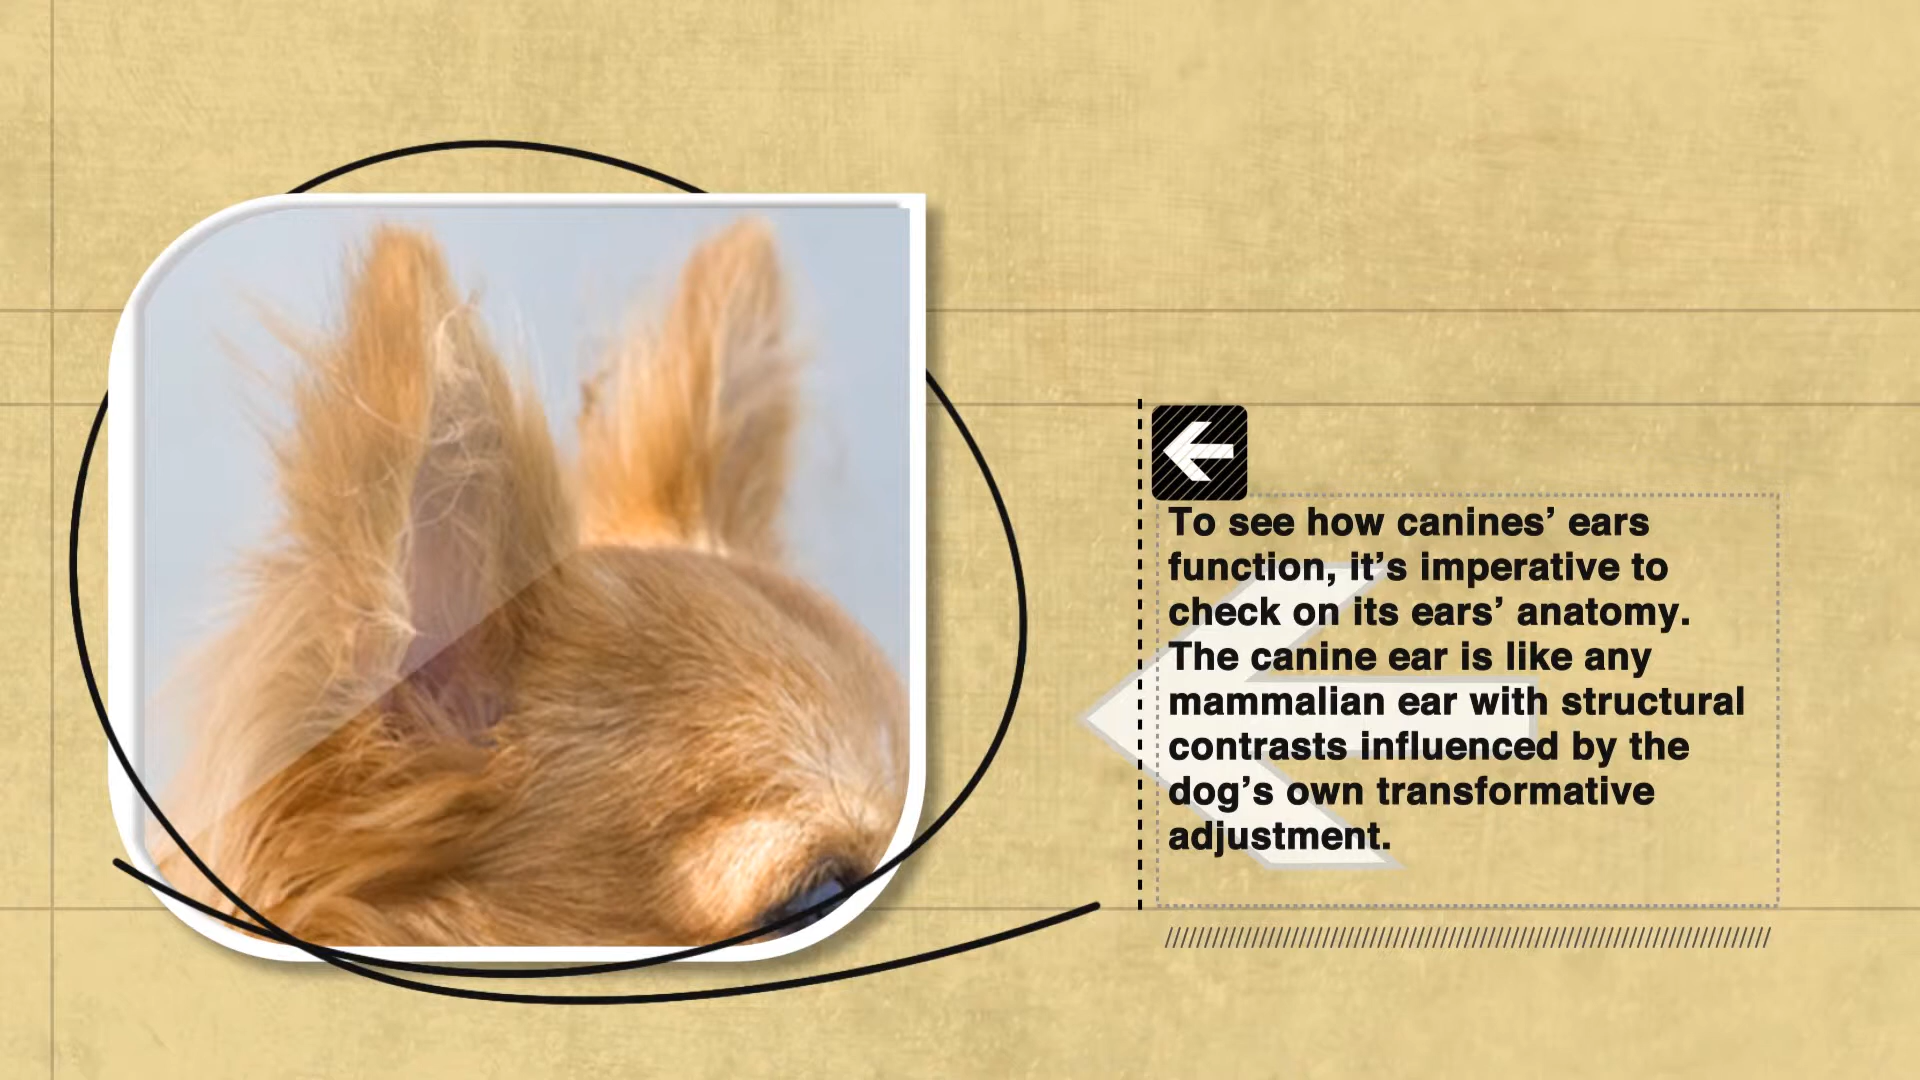 To see how canines’ ears
function, it’s imperative to
check on its ears’ anatomy.
The canine ear is like any
mammalian ear with structural
contrasts influenced by the
dog’s own transformative
adjustment.